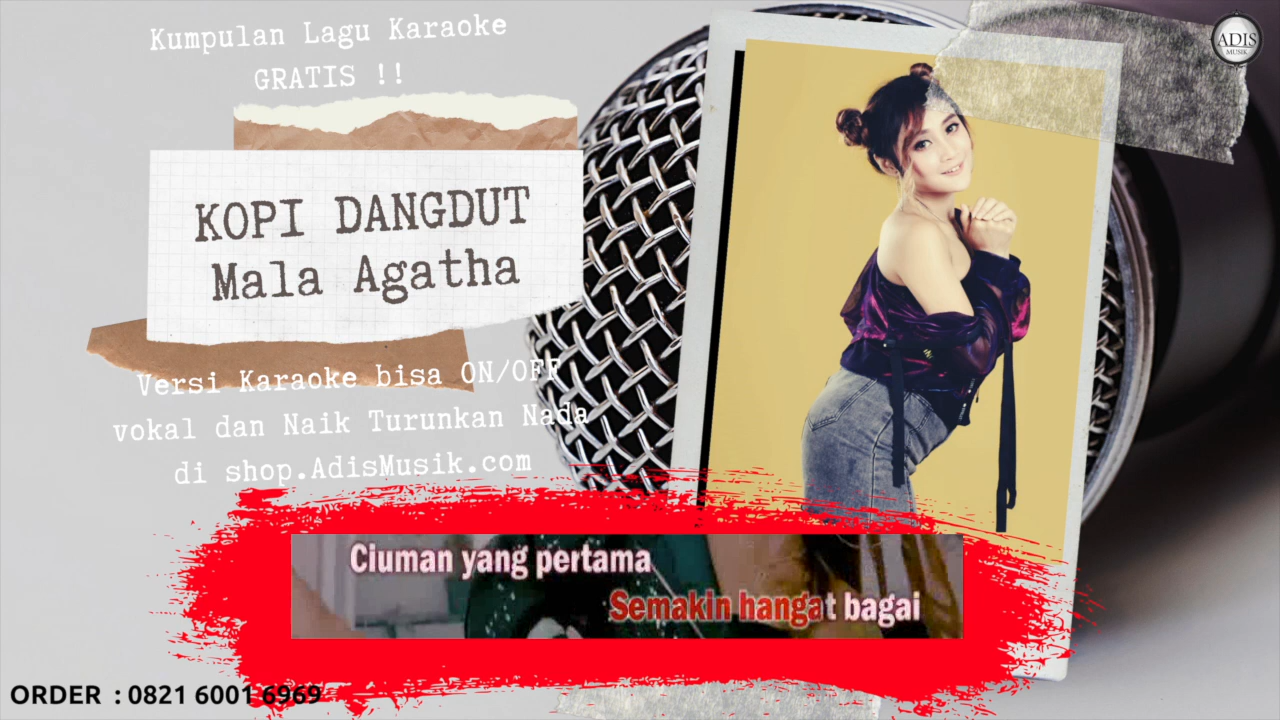 Kumpulan Lagu Karaoke
GRATIS !!
ADIS
MUSIK
KOPI DANGDUT
Mala Agatha
Versi Karaoke bisa ON/OFF
vokal dan Naik Turunkan Nada
di shop.AdisMusik.com
Ciuman yang pertama
Semakin hangat bagai
ORDER : 0821 6001 6969